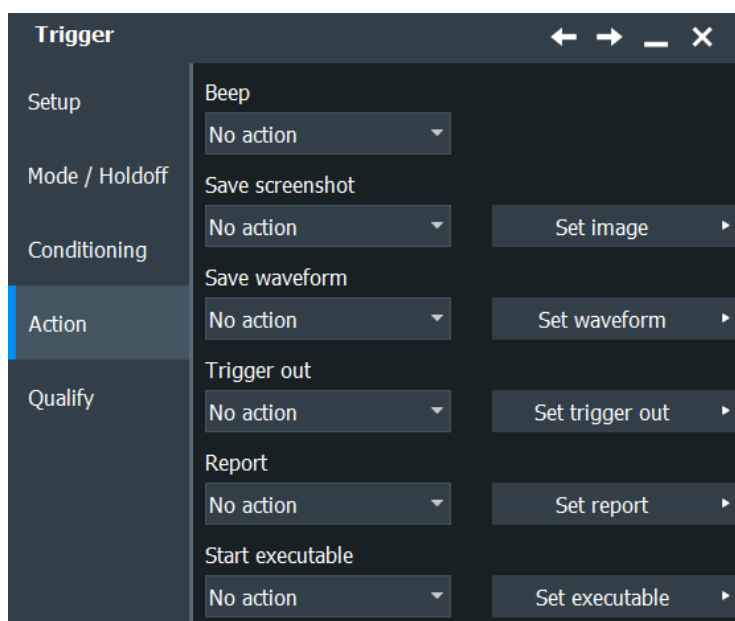 Trigger
Setup
Mode / Holdoff
Conditioning
Action
Qualify
Beep
No action
Save screenshot
No action Set image
Save waveform
No action Set waveform
Trigger out
No action Set trigger out
Report
No action Set report
Start executable
No action Set executable